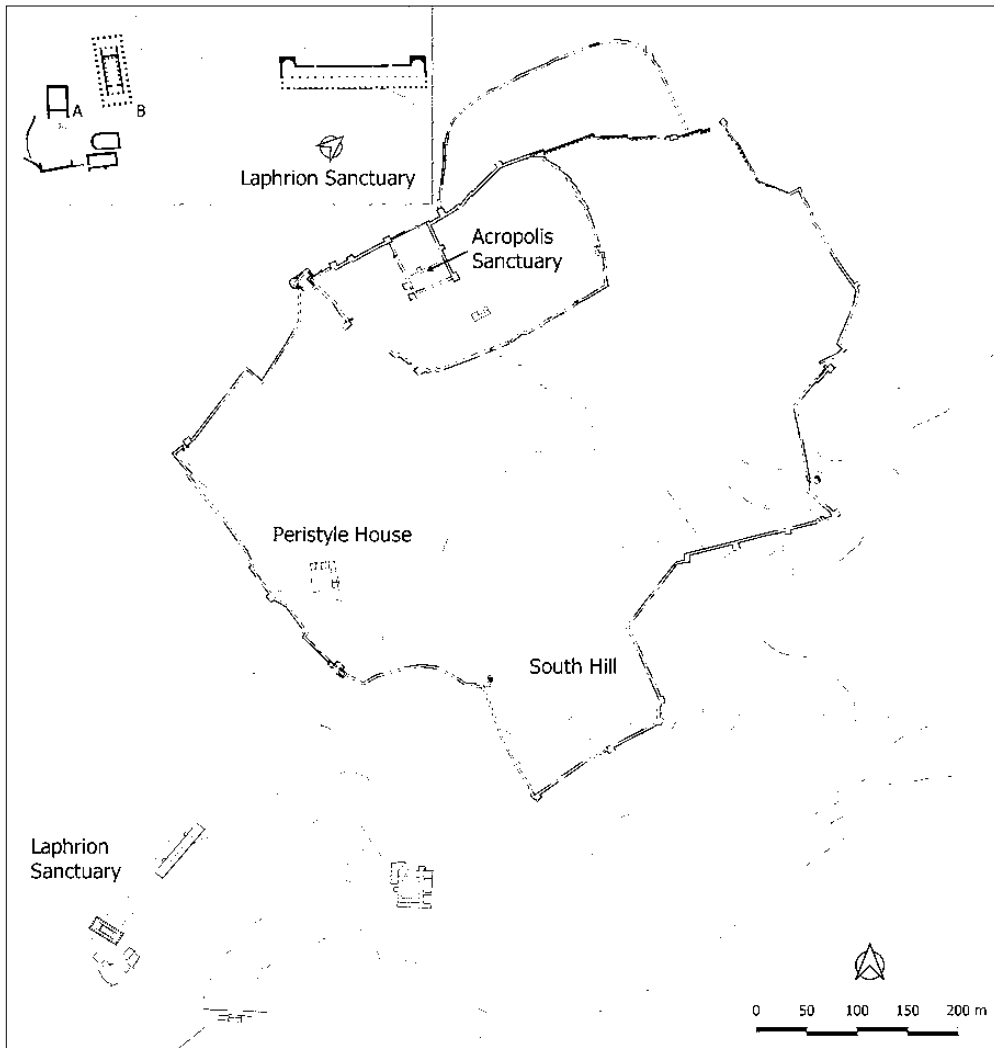 A
B
Laphrion Sanctuary
Acropolis
Sanctuary
Peristyle House
South Hill
Laphrion
Sanctuary
0 50 100 150 200 m